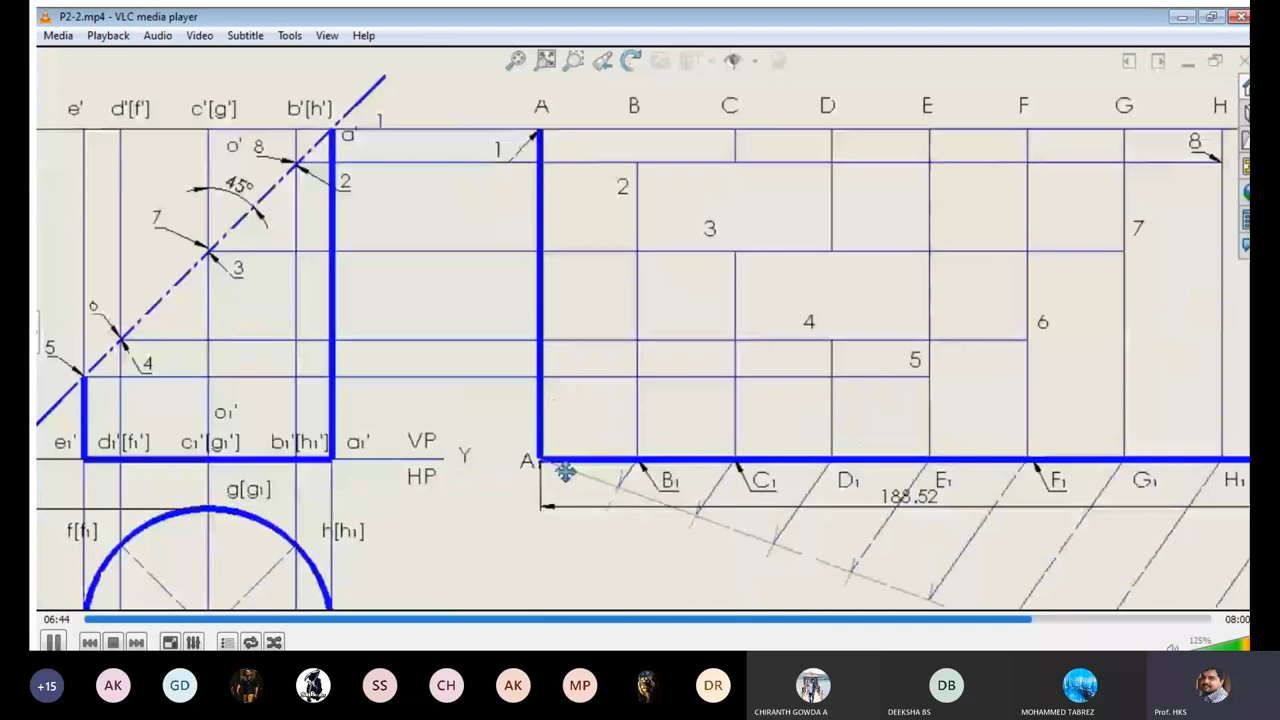 P2-2.mp4 - VLC media player
Media Playback Audio Video Subtitle Tools View Help
e' d'[f'] c'[g'] b'[h'] A B C D E F G H
a' 1
o' 8 1 8
45° 2 2
7 3 7
3
6 4 6
5 4 5
o₁'
e₁' d₁'[f₁'] c₁'[g₁'] b₁'[h₁'] a₁' VP
Y A₁
HP B₁ C₁ D₁ E₁ F₁ G₁ H₁
g[g₁] 188.52
f[f₁] h[h₁]
06:44 08:00
125%
+15 AK GD SS CH AK MP DR DB
CHIRANTH GOWDA A DEEKSHA BS MOHAMMED TABREZ Prof. HKS